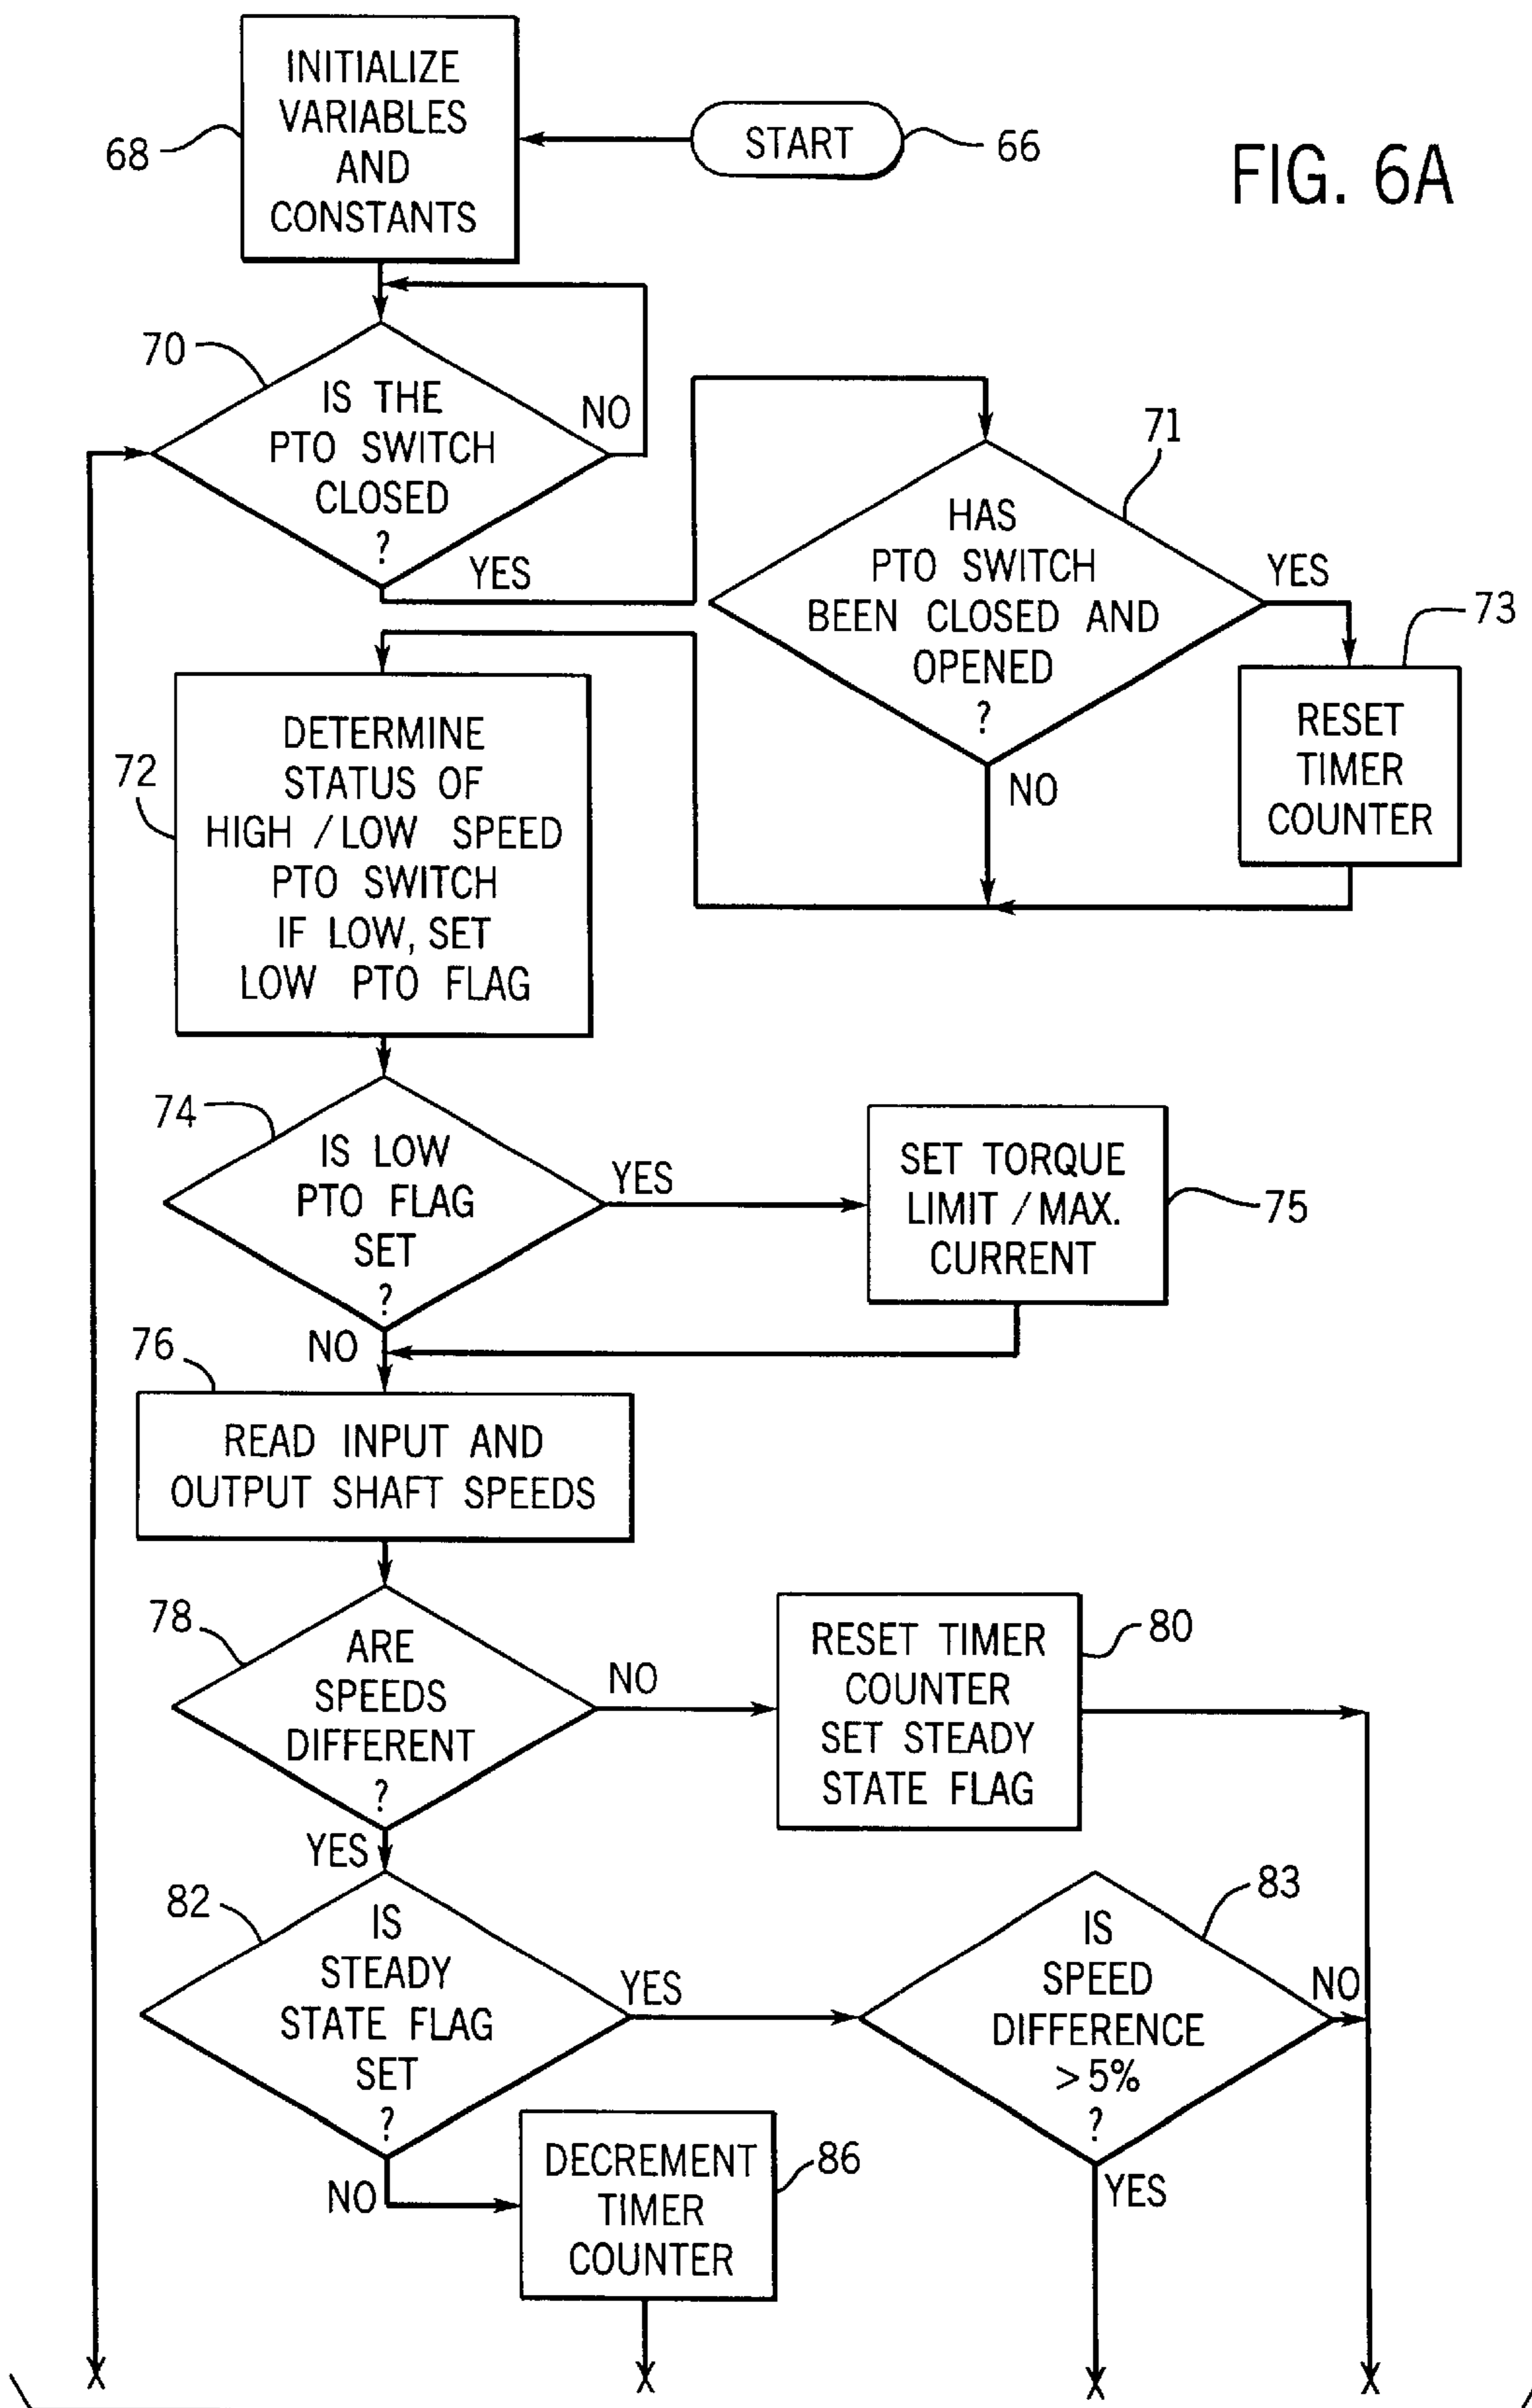 FIG. 6A
START
66
68
INITIALIZE
VARIABLES
AND
CONSTANTS
70
IS THE
PTO SWITCH
CLOSED
?
NO
YES
71
HAS
PTO SWITCH
BEEN CLOSED AND
OPENED
?
YES
NO
73
RESET
TIMER
COUNTER
72
DETERMINE
STATUS OF
HIGH / LOW SPEED
PTO SWITCH
IF LOW, SET
LOW PTO FLAG
74
IS LOW
PTO FLAG
SET
?
YES
NO
SET TORQUE
LIMIT / MAX.
CURRENT
75
76
READ INPUT AND
OUTPUT SHAFT SPEEDS
78
ARE
SPEEDS
DIFFERENT
?
NO
YES
RESET TIMER
COUNTER
SET STEADY
STATE FLAG
80
82
IS
STEADY
STATE FLAG
SET
?
YES
NO
83
IS
SPEED
DIFFERENCE
> 5%
?
NO
YES
DECREMENT
TIMER
COUNTER
86
X X X X